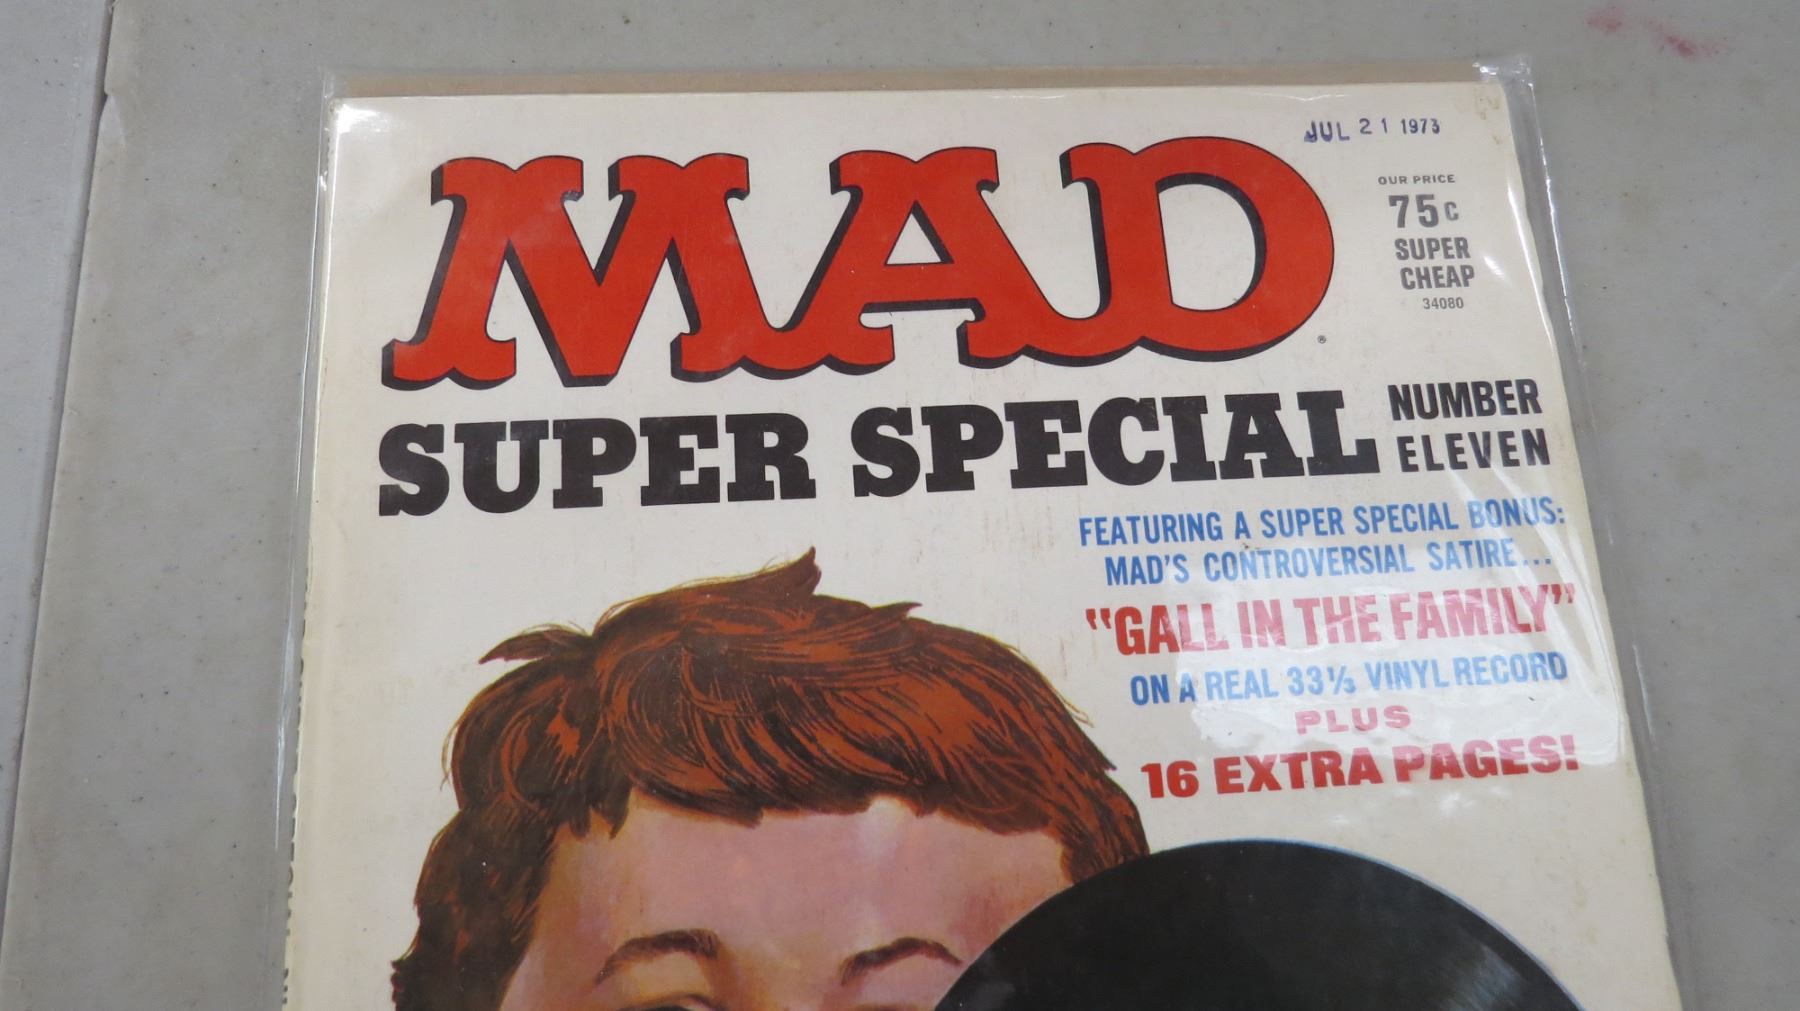 JUL 21 1973
MAD
®
OUR PRICE
75c
SUPER
CHEAP
34080
SUPER SPECIAL
NUMBER
ELEVEN
FEATURING A SUPER SPECIAL BONUS:
MAD'S CONTROVERSIAL SATIRE...
"GALL IN THE FAMILY"
ON A REAL 33⅓ VINYL RECORD
PLUS
16 EXTRA PAGES!